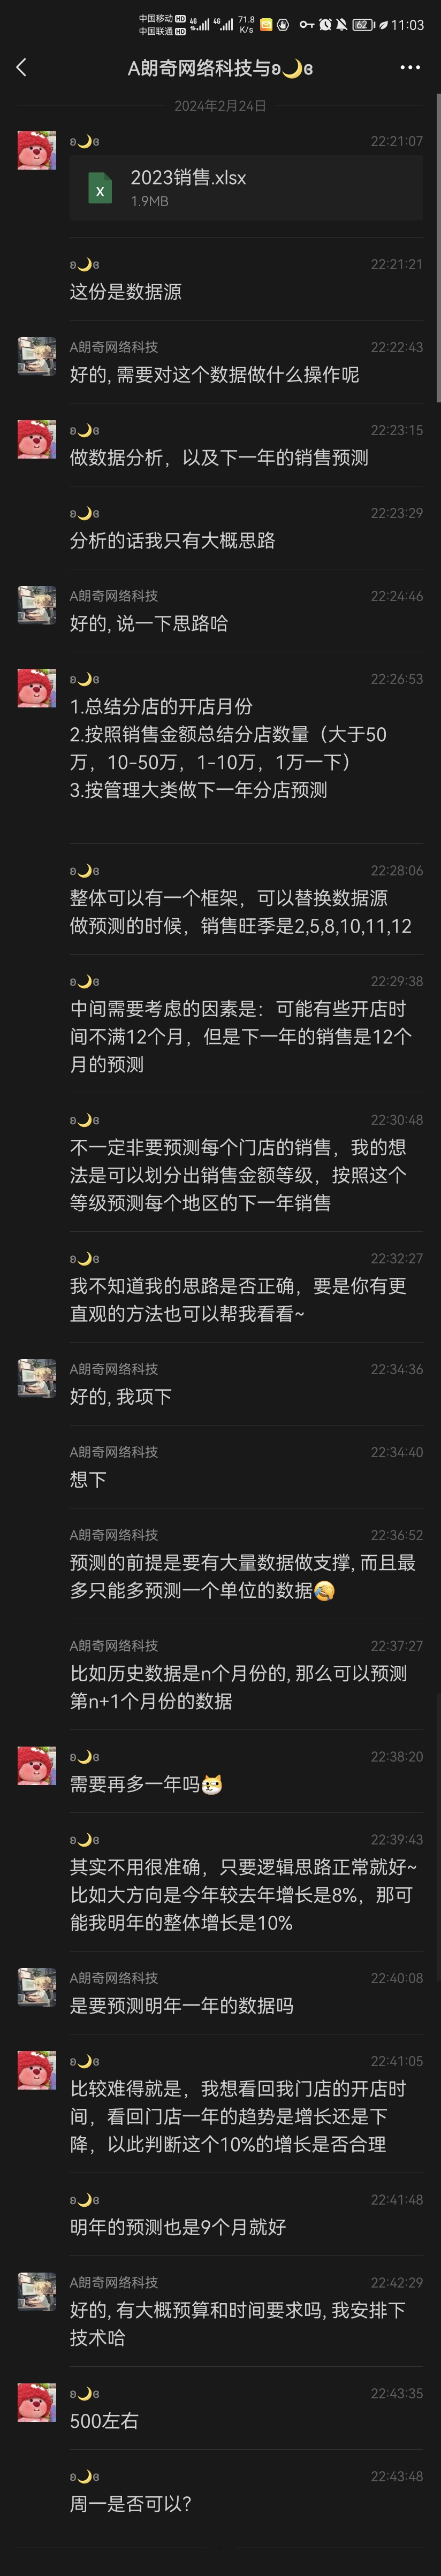 中国移动 HD 4G 4G 71.8 62 11:03
中国联通 HD K/s
A朗奇网络科技与ʚ🌙ɞ
2024年2月24日
ʚ🌙ɞ 22:21:07
2023销售.xlsx
X
1.9MB
ʚ🌙ɞ 22:21:21
这份是数据源
A朗奇网络科技 22:22:43
好的, 需要对这个数据做什么操作呢
ʚ🌙ɞ 22:23:15
做数据分析，以及下一年的销售预测
ʚ🌙ɞ 22:23:29
分析的话我只有大概思路
A朗奇网络科技 22:24:46
好的, 说一下思路哈
ʚ🌙ɞ 22:26:53
1.总结分店的开店月份
2.按照销售金额总结分店数量（大于50
万，10-50万，1-10万，1万一下）
3.按管理大类做下一年分店预测
ʚ🌙ɞ 22:28:06
整体可以有一个框架，可以替换数据源
做预测的时候，销售旺季是2,5,8,10,11,12
ʚ🌙ɞ 22:29:38
中间需要考虑的因素是：可能有些开店时
间不满12个月，但是下一年的销售是12个
月的预测
ʚ🌙ɞ 22:30:48
不一定非要预测每个门店的销售，我的想
法是可以划分出销售金额等级，按照这个
等级预测每个地区的下一年销售
ʚ🌙ɞ 22:32:27
我不知道我的思路是否正确，要是你有更
直观的方法也可以帮我看看~
A朗奇网络科技 22:34:36
好的, 我项下
A朗奇网络科技 22:34:40
想下
A朗奇网络科技 22:36:52
预测的前提是要有大量数据做支撑, 而且最
多只能多预测一个单位的数据😂
A朗奇网络科技 22:37:27
比如历史数据是n个月份的, 那么可以预测
第n+1个月份的数据
ʚ🌙ɞ 22:38:20
需要再多一年吗
ʚ🌙ɞ 22:39:43
其实不用很准确，只要逻辑思路正常就好~
比如大方向是今年较去年增长是8%，那可
能我明年的整体增长是10%
A朗奇网络科技 22:40:08
是要预测明年一年的数据吗
ʚ🌙ɞ 22:41:05
比较难得就是，我想看回我门店的开店时
间，看回门店一年的趋势是增长还是下
降，以此判断这个10%的增长是否合理
ʚ🌙ɞ 22:41:48
明年的预测也是9个月就好
A朗奇网络科技 22:42:29
好的, 有大概预算和时间要求吗, 我安排下
技术哈
ʚ🌙ɞ 22:43:35
500左右
ʚ🌙ɞ 22:43:48
周一是否可以？